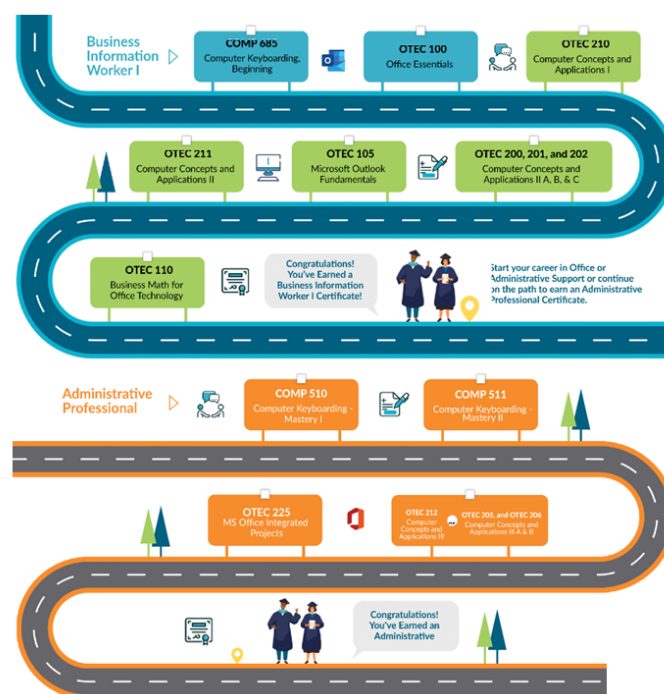 Business
Information
Worker I
COMP 685
Computer Keyboarding,
Beginning
OTEC 100
Office Essentials
OTEC 210
Computer Concepts and
Applications I
OTEC 211
Computer Concepts and
Applications II
OTEC 105
Microsoft Outlook
Fundamentals
OTEC 200, 201, and 202
Computer Concepts and
Applications II A, B, & C
OTEC 110
Business Math for
Office Technology
Congratulations!
You've Earned a
Business Information
Worker I Certificate!
Start your career in Office or
Administrative Support or continue
on the path to earn an Administrative
Professional Certificate.
Administrative
Professional
COMP 510
Computer Keyboarding -
Mastery I
COMP 511
Computer Keyboarding -
Mastery II
OTEC 225
MS Office Integrated
Projects
OTEC 212
Computer
Concepts and
Applications III
OTEC 205, and OTEC 206
Computer Concepts and
Applications III A & B
Congratulations!
You've Earned an
Administrative